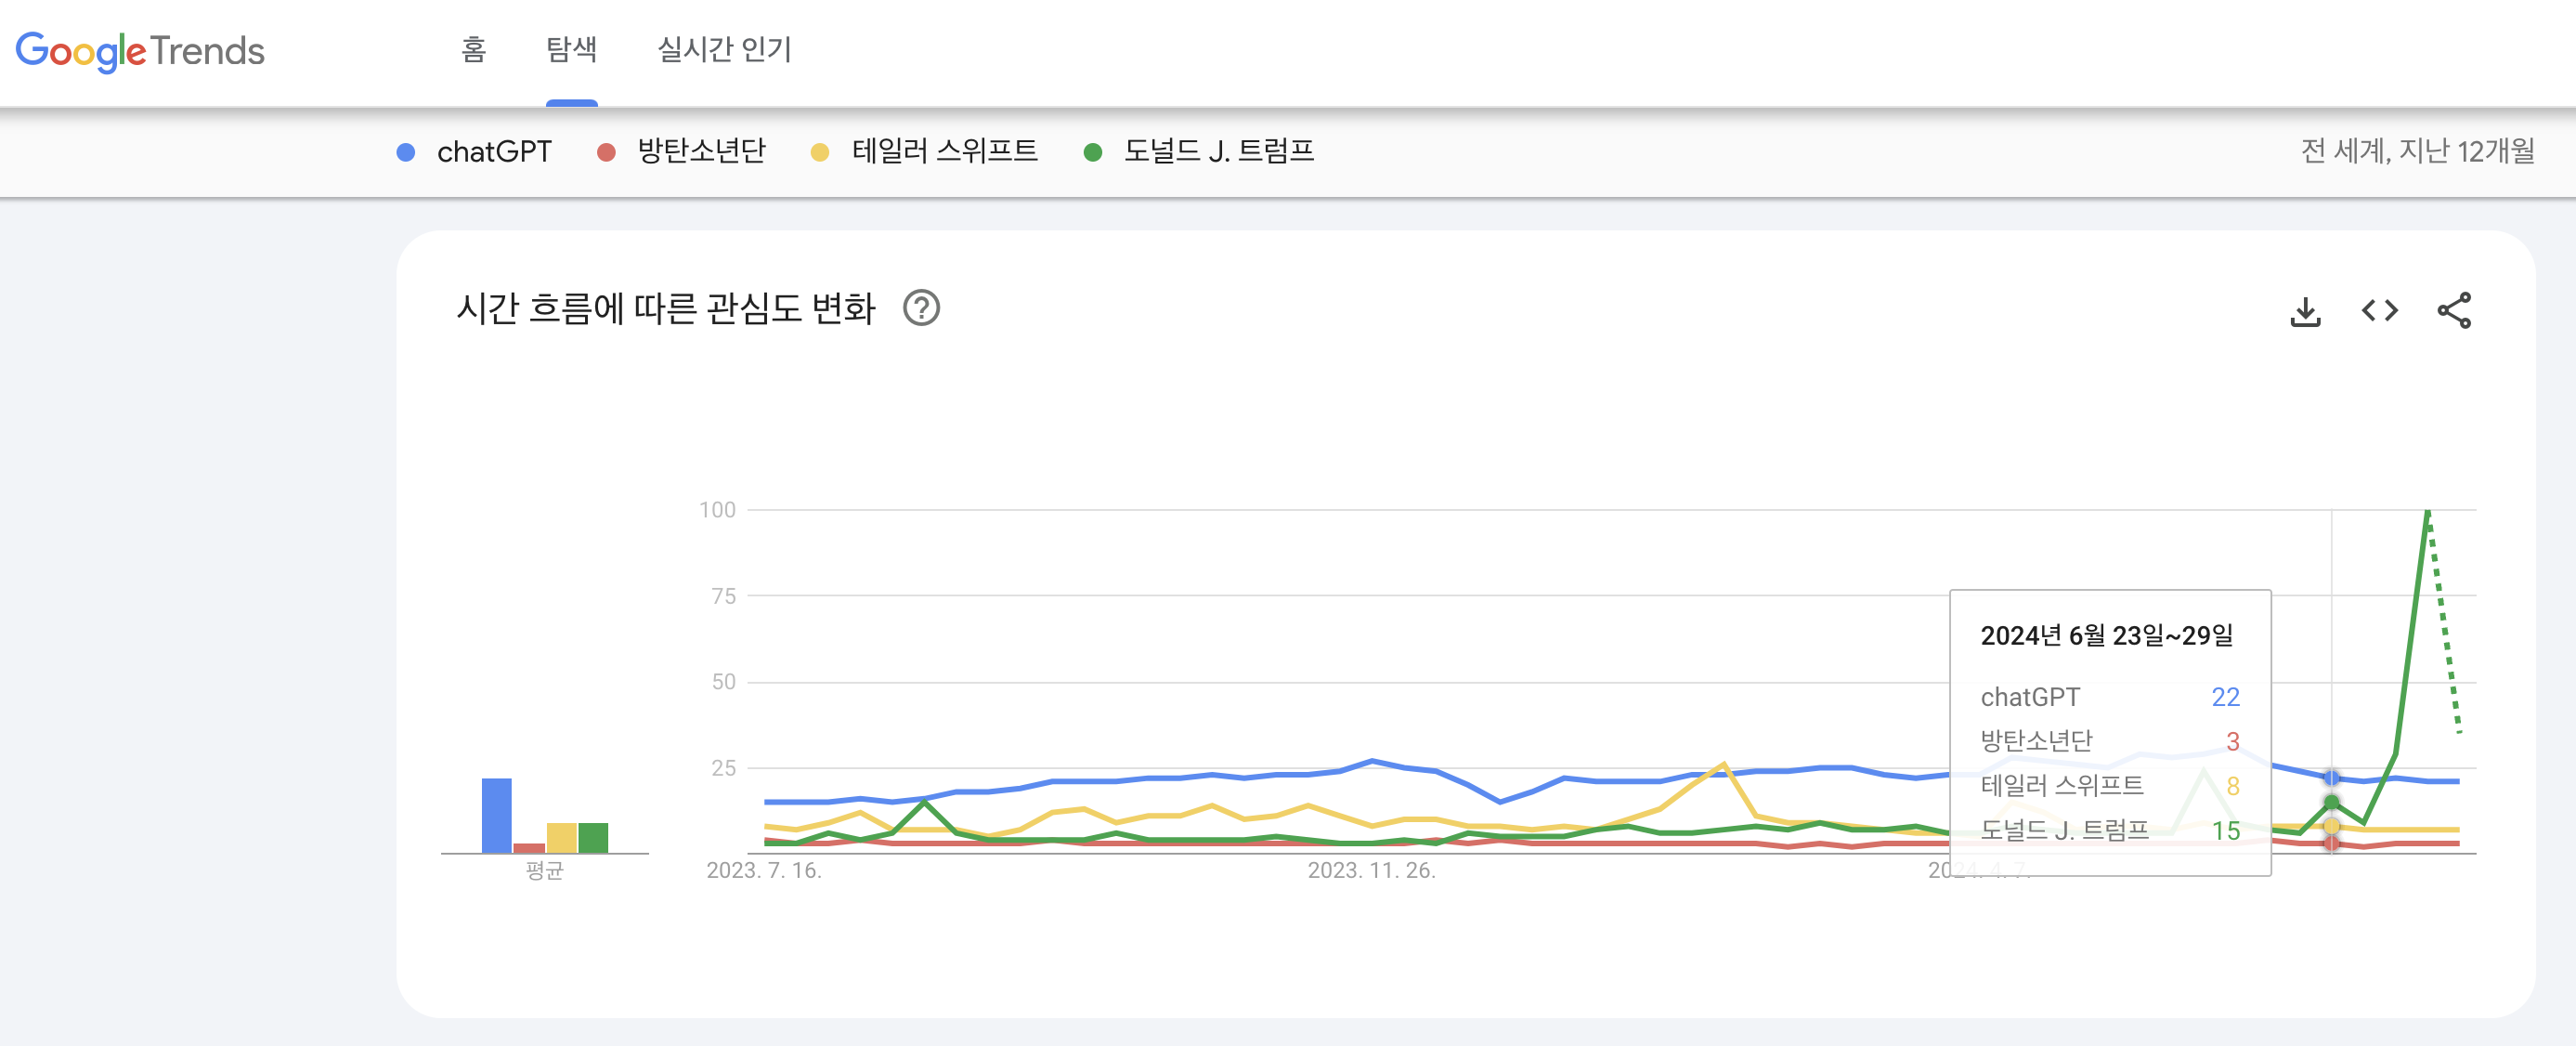 Google Trends 홈 탐색 실시간 인기
chatGPT 방탄소년단 테일러 스위프트 도널드 J. 트럼프 전 세계, 지난 12개월
시간 흐름에 따른 관심도 변화 ?
100
75
50
25
평균
2023. 7. 16. 2023. 11. 26. 2024. 4. 7.
2024년 6월 23일~29일
chatGPT 22
방탄소년단 3
테일러 스위프트 8
도널드 J. 트럼프 15